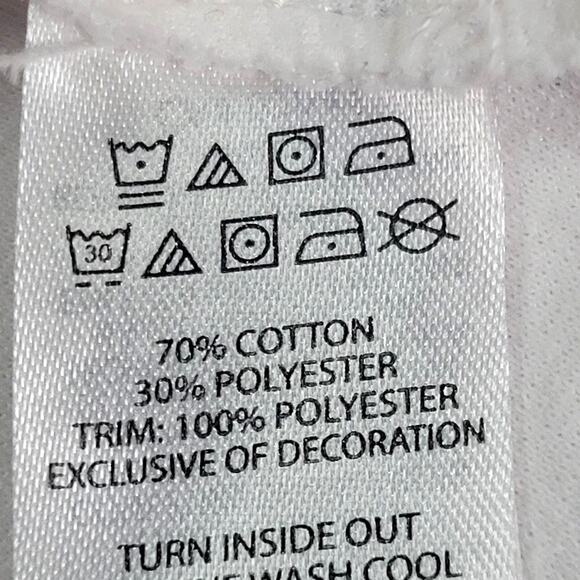 30
70% COTTON
30% POLYESTER
TRIM: 100% POLYESTER
EXCLUSIVE OF DECORATION
TURN INSIDE OUT
WASH COOL